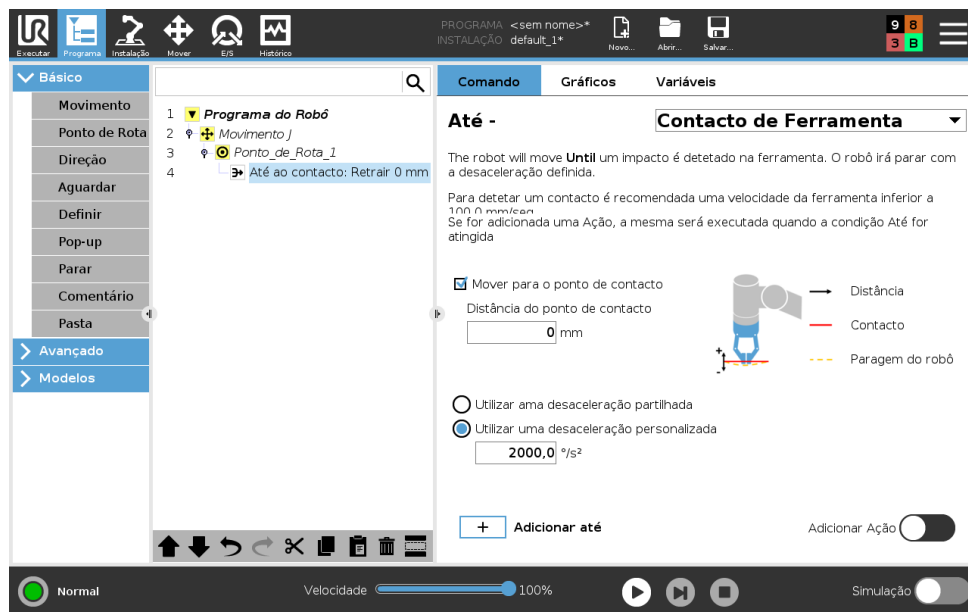 PROGRAMA <sem nome>*
INSTALAÇÃO default_1*
Executar Programa Instalação Mover E/S Histórico
Novo... Abrir... Salvar...
9 8
3 B
Básico
Movimento
Ponto de Rota
Direção
Aguardar
Definir
Pop-up
Parar
Comentário
Pasta
Avançado
Modelos
1 Programa do Robô
2 Movimento J
3 Ponto_de_Rota_1
4 Até ao contacto: Retrair 0 mm
Comando Gráficos Variáveis
Até - Contacto de Ferramenta
The robot will move Until um impacto é detetado na ferramenta. O robô irá parar com
a desaceleração definida.
Para detetar um contacto é recomendada uma velocidade da ferramenta inferior a
100.0 mm/seg
Se for adicionada uma Ação, a mesma será executada quando a condição Até for
atingida
Mover para o ponto de contacto
Distância do ponto de contacto
0 mm
Distância
Contacto
Paragem do robô
+
-
Utilizar ama desaceleração partilhada
Utilizar uma desaceleração personalizada
2000,0 °/s²
+ Adicionar até
Adicionar Ação
Normal
Velocidade 100%
Simulação